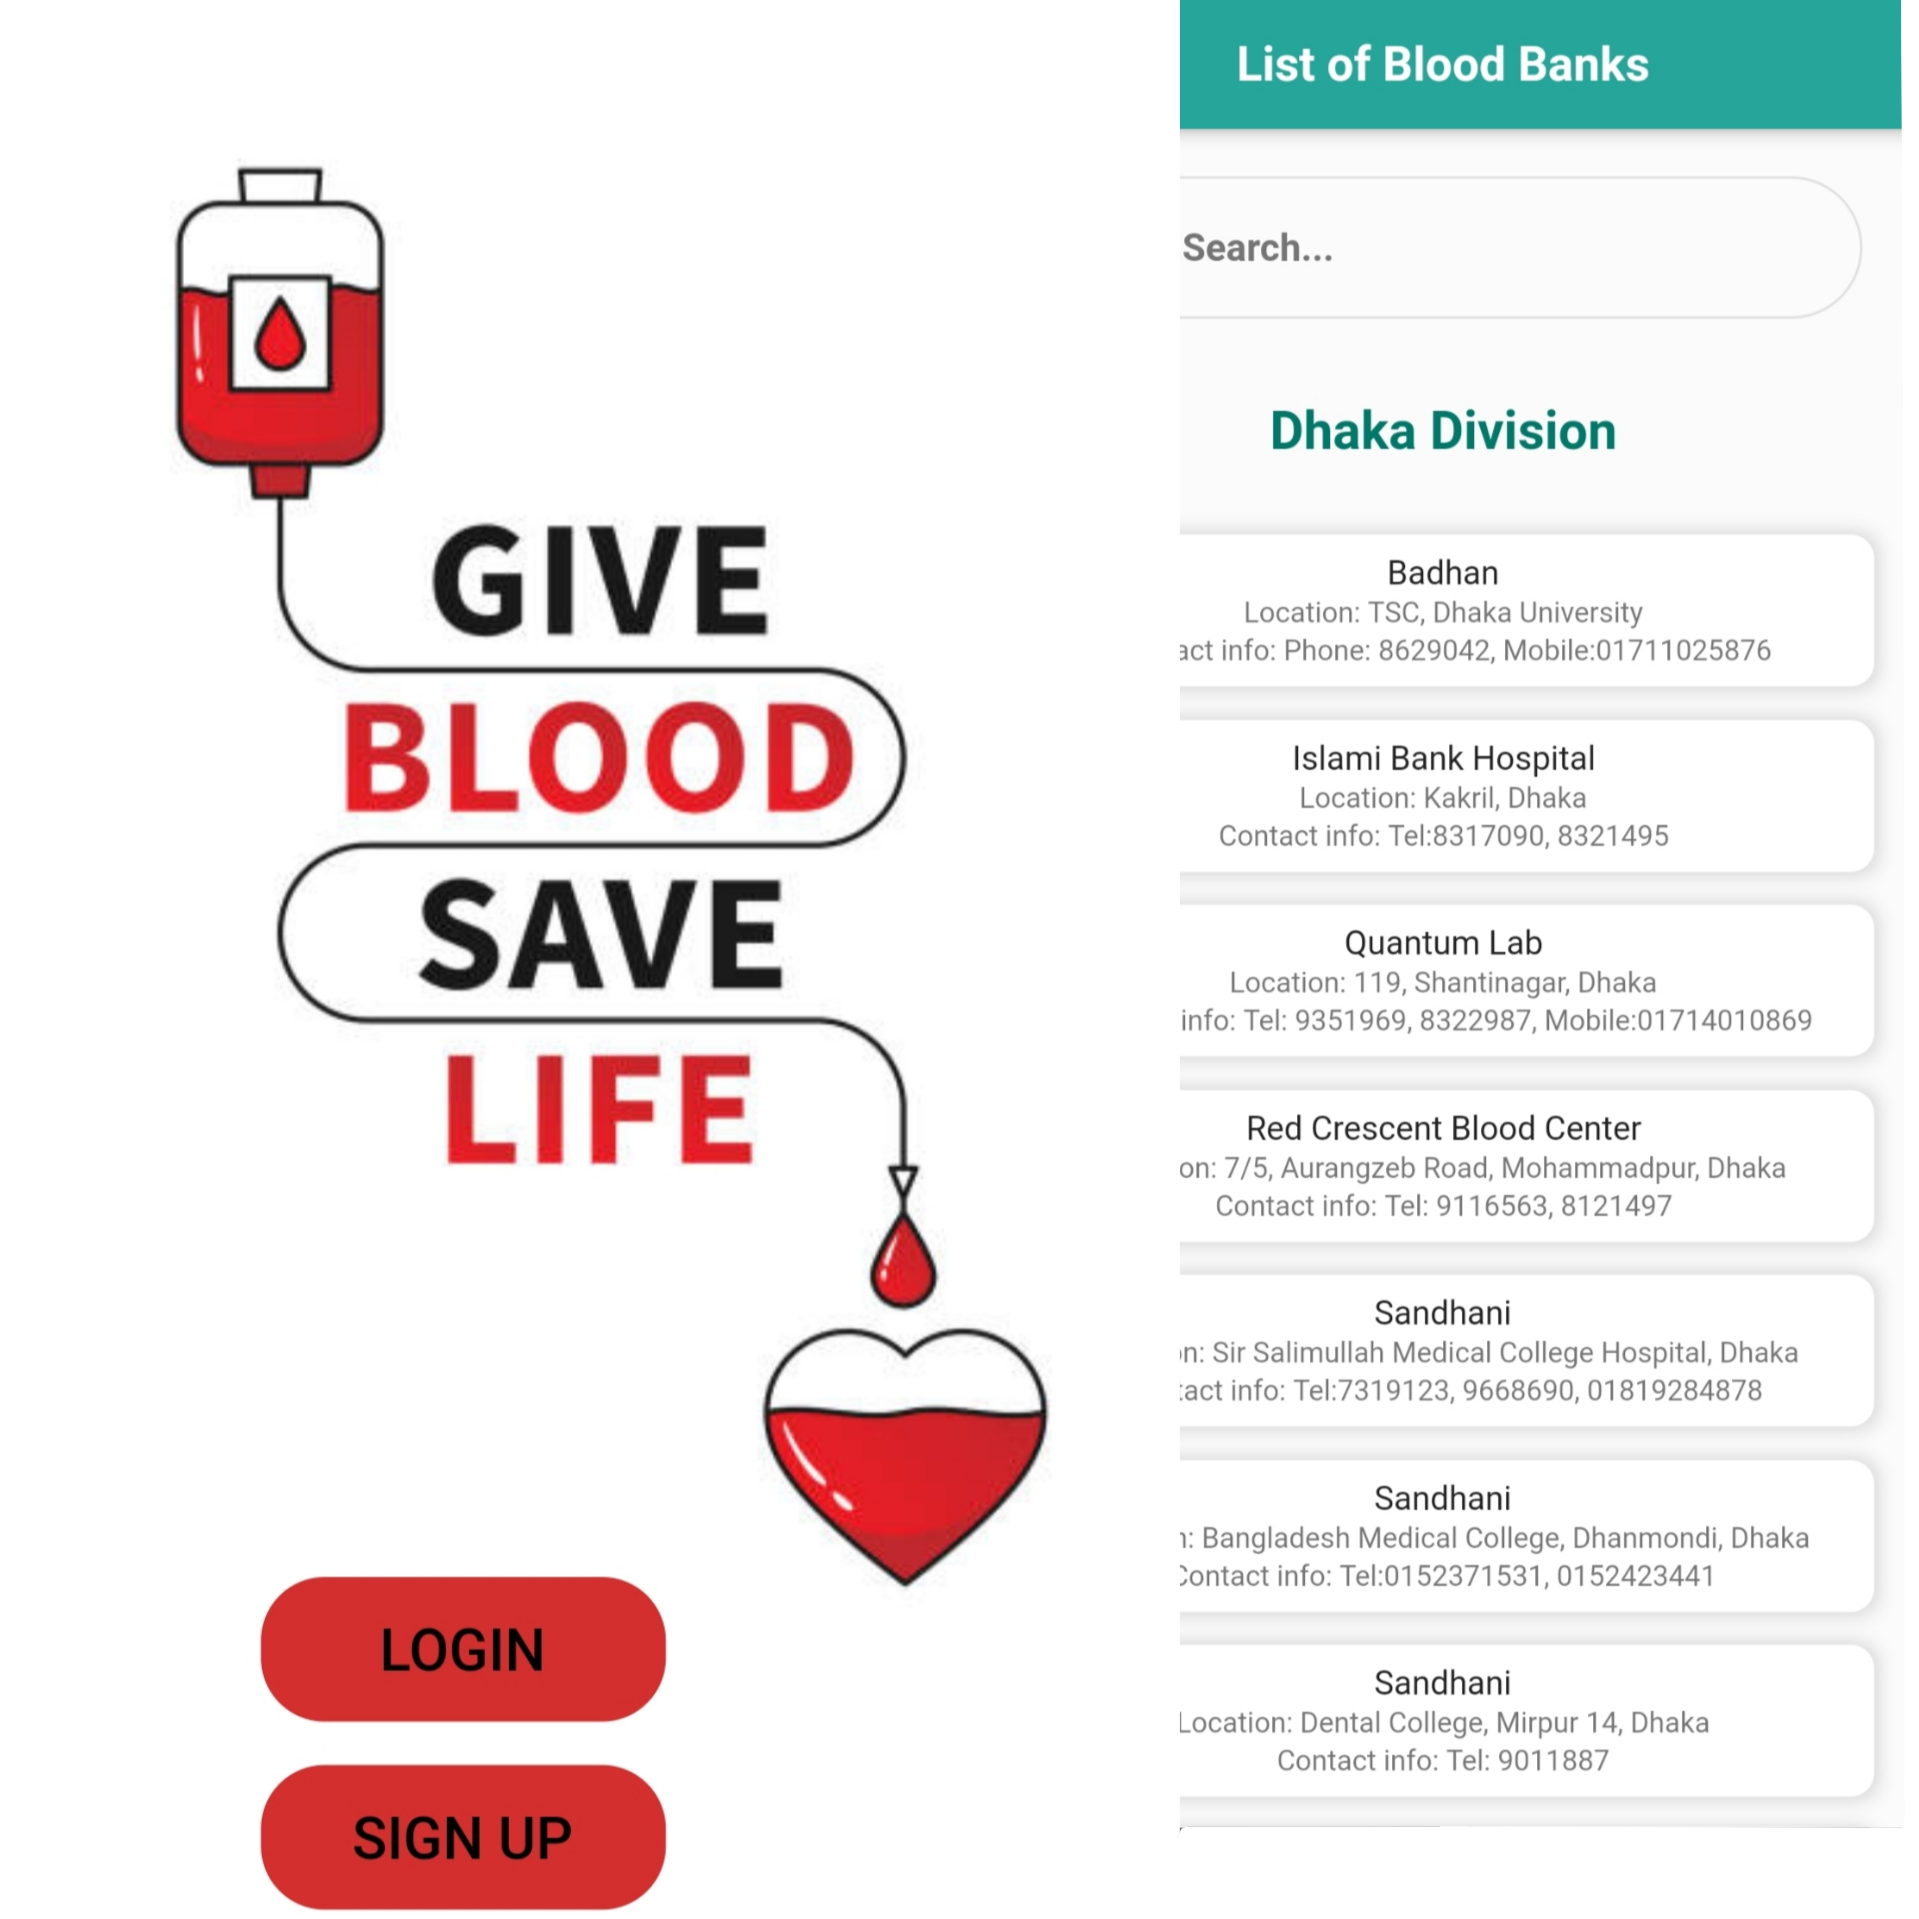 GIVE
BLOOD
SAVE
LIFE
LOGIN
SIGN UP
List of Blood Banks
Search...
Dhaka Division
Badhan
Location: TSC, Dhaka University
info: Phone: 8629042, Mobile:01711025876
Islami Bank Hospital
Location: Kakril, Dhaka
Contact info: Tel:8317090, 8321495
Quantum Lab
Location: 119, Shantinagar, Dhaka
info: Tel: 9351969, 8322987, Mobile:01714010869
Red Crescent Blood Center
7/5, Aurangzeb Road, Mohammadpur, Dhaka
Contact info: Tel: 9116563, 8121497
Sandhani
Sir Salimullah Medical College Hospital, Dhaka
info: Tel:7319123, 9668690, 01819284878
Sandhani
Bangladesh Medical College, Dhanmondi, Dhaka
Contact info: Tel:0152371531, 0152423441
Sandhani
Location: Dental College, Mirpur 14, Dhaka
Contact info: Tel: 9011887